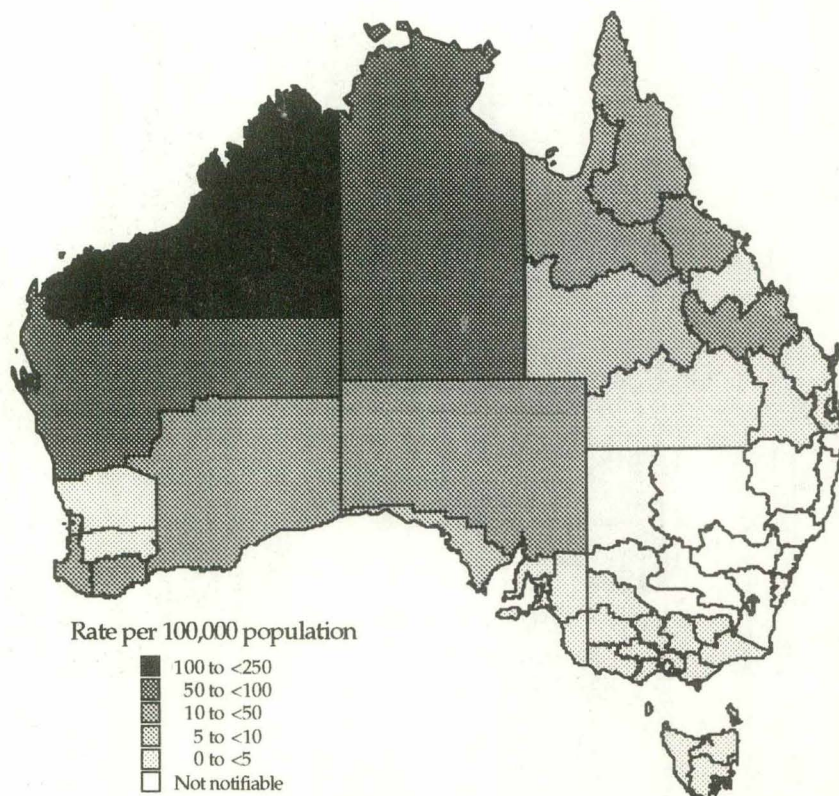 Rate per 100,000 population
100 to <250
50 to <100
10 to <50
5 to <10
0 to <5
Not notifiable